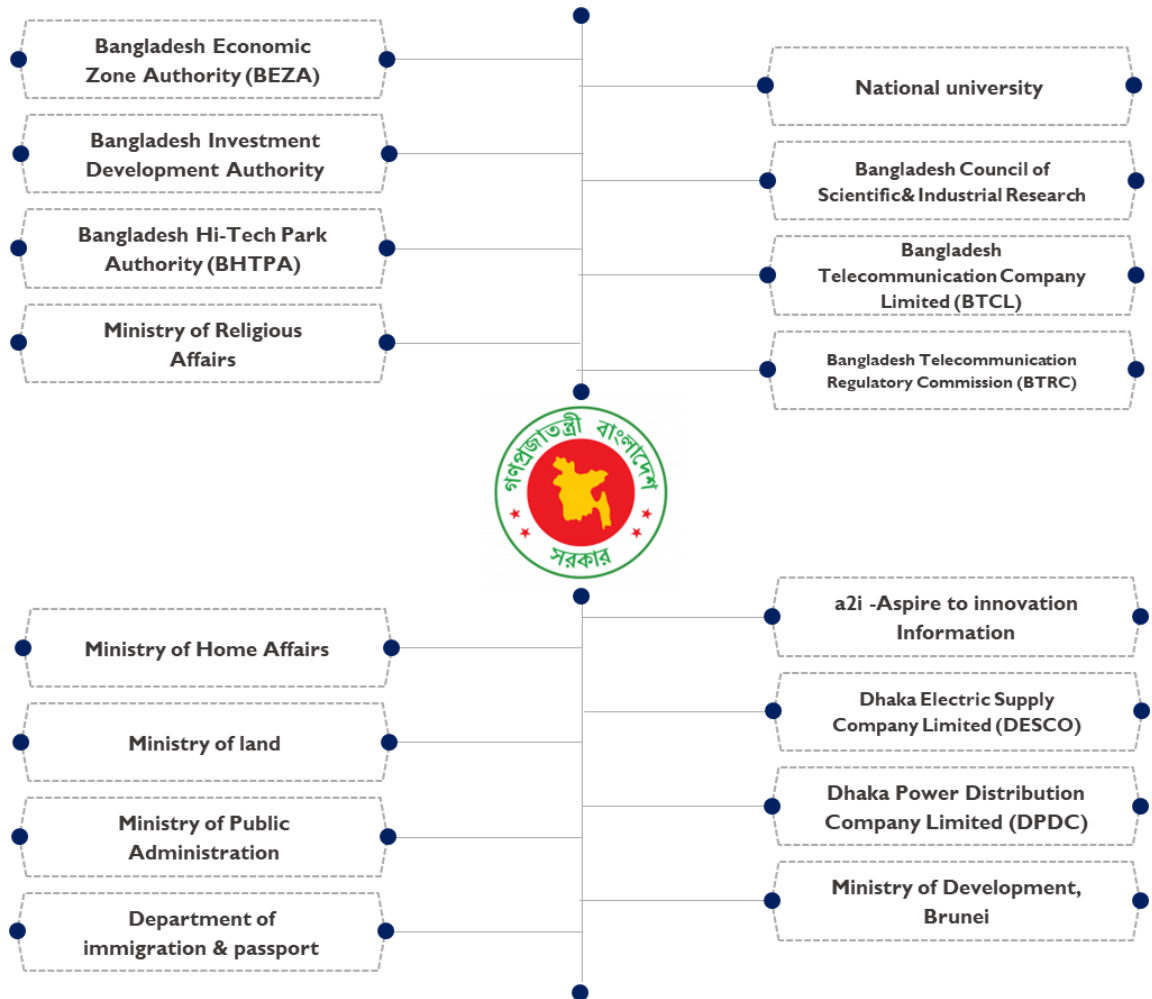 Bangladesh Economic
Zone Authority (BEZA)
Bangladesh Investment
Development Authority
Bangladesh Hi-Tech Park
Authority (BHTPA)
Ministry of Religious
Affairs
National university
Bangladesh Council of
Scientific& Industrial Research
Bangladesh
Telecommunication Company
Limited (BTCL)
Bangladesh Telecommunication
Regulatory Commission (BTRC)
গণপ্রজাতন্ত্রী বাংলাদেশ
সরকার
Ministry of Home Affairs
Ministry of land
Ministry of Public
Administration
Department of
immigration & passport
a2i -Aspire to innovation
Information
Dhaka Electric Supply
Company Limited (DESCO)
Dhaka Power Distribution
Company Limited (DPDC)
Ministry of Development,
Brunei